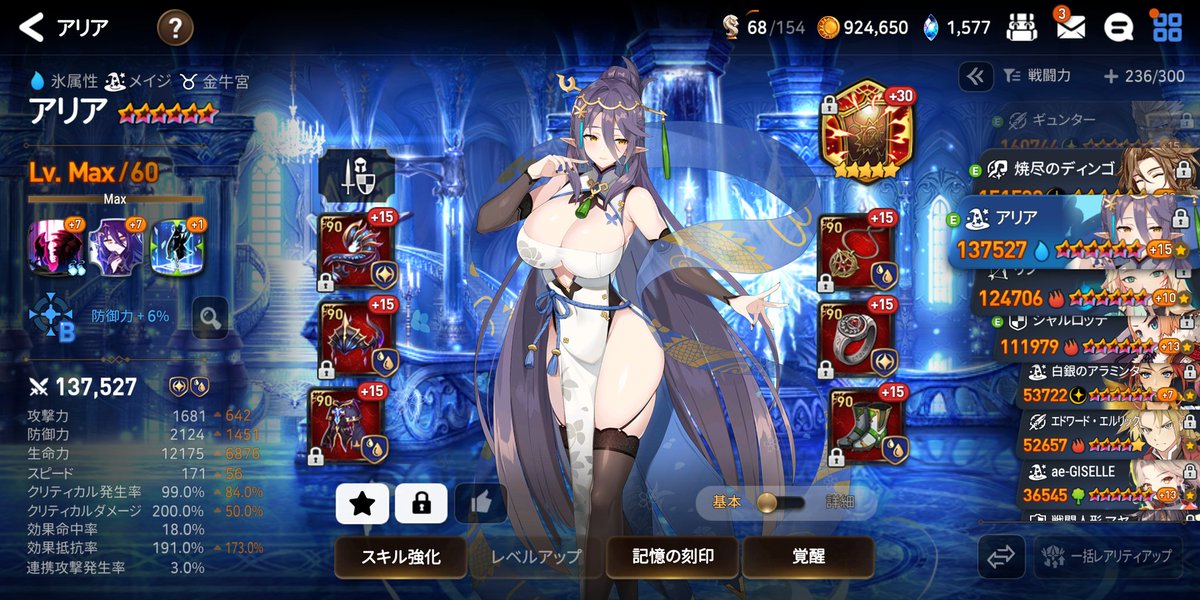 アリア
?
68/154
924,650
1,577
3
氷属性 メイジ 金牛宮
アリア
Lv. Max/60
Max
+7
+7
+1
B
防御力 + 6%
137,527
攻撃力 1681 642
防御力 2124 1451
生命力 12175 6876
スピード 171 56
クリティカル発生率 99.0% 84.0%
クリティカルダメージ 200.0% 50.0%
効果命中率 18.0%
効果抵抗率 191.0% 173.0%
連携攻撃発生率 3.0%
90 +15
90 +15
90 +15
+30
90 +15
90 +15
90 +15
基本 詳細
スキル強化
レベルアップ
記憶の刻印
覚醒
戦闘力
+ 236/300
E ギュンター
E 焼尽のディンゴ
E アリア
137527 +15
124706 +10
E シャルロッテ
111979 +13
白銀のアラミンタ
53722 +7
エドワード・エルリック
52657
ae-GISELLE
36545 +13
一括レアリティアップ